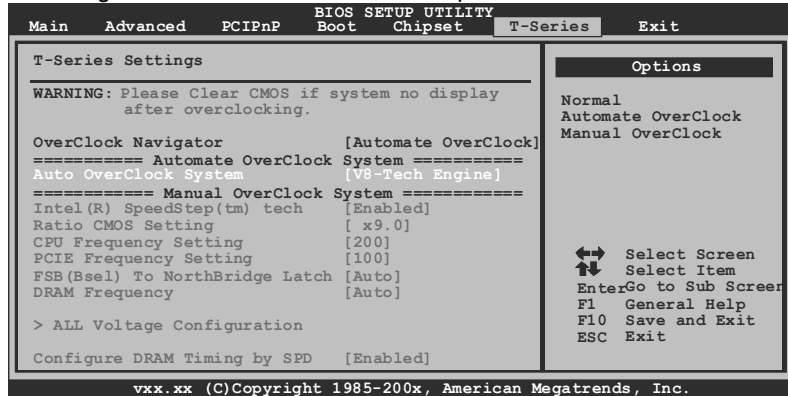 BIOS SETUP UTILITY
Main Advanced PCIPnP Boot Chipset T-Series Exit
T-Series Settings
WARNING: Please Clear CMOS if system no display
after overclocking.
OverClock Navigator [Automate OverClock]
=========== Automate OverClock System ===========
Auto OverClock System [V8-Tech Engine]
============ Manual OverClock System ============
Intel(R) SpeedStep(tm) tech [Enabled]
Ratio CMOS Setting [ x9.0]
CPU Frequency Setting [200]
PCIE Frequency Setting [100]
FSB(Bsel) To NorthBridge Latch [Auto]
DRAM Frequency [Auto]
> ALL Voltage Configuration
Configure DRAM Timing by SPD [Enabled]
Options
Normal
Automate OverClock
Manual OverClock
Select Screen
Select Item
Enter Go to Sub Screen
F1 General Help
F10 Save and Exit
ESC Exit
vxx.xx (C)Copyright 1985-200x, American Megatrends, Inc.